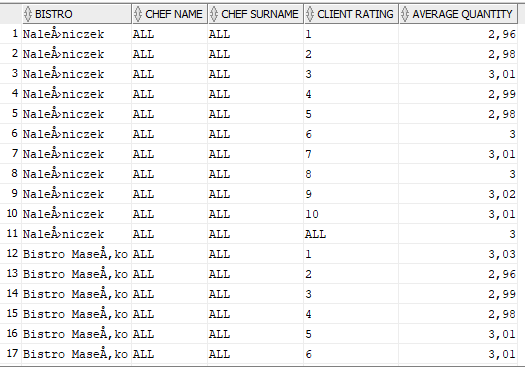 BISTRO CHEF NAME CHEF SURNAME CLIENT RATING AVERAGE QUANTITY
1 NaleÅ›niczek ALL ALL 1 2,96
2 NaleÅ›niczek ALL ALL 2 2,98
3 NaleÅ›niczek ALL ALL 3 3,01
4 NaleÅ›niczek ALL ALL 4 2,99
5 NaleÅ›niczek ALL ALL 5 2,98
6 NaleÅ›niczek ALL ALL 6 3
7 NaleÅ›niczek ALL ALL 7 3,01
8 NaleÅ›niczek ALL ALL 8 3
9 NaleÅ›niczek ALL ALL 9 3,02
10 NaleÅ›niczek ALL ALL 10 3,01
11 NaleÅ›niczek ALL ALL ALL 3
12 Bistro MaseÅ‚ko ALL ALL 1 3,03
13 Bistro MaseÅ‚ko ALL ALL 2 2,96
14 Bistro MaseÅ‚ko ALL ALL 3 2,99
15 Bistro MaseÅ‚ko ALL ALL 4 2,98
16 Bistro MaseÅ‚ko ALL ALL 5 3,01
17 Bistro MaseÅ‚ko ALL ALL 6 3,01